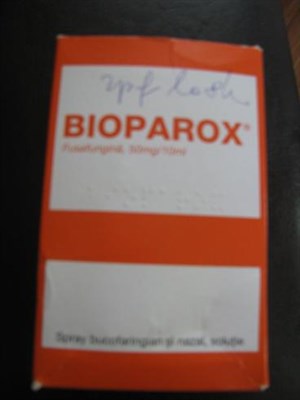 BIOPAROX®
Fusafungină, 50mg/10ml
Spray bucofaringian şi nazal, soluţie